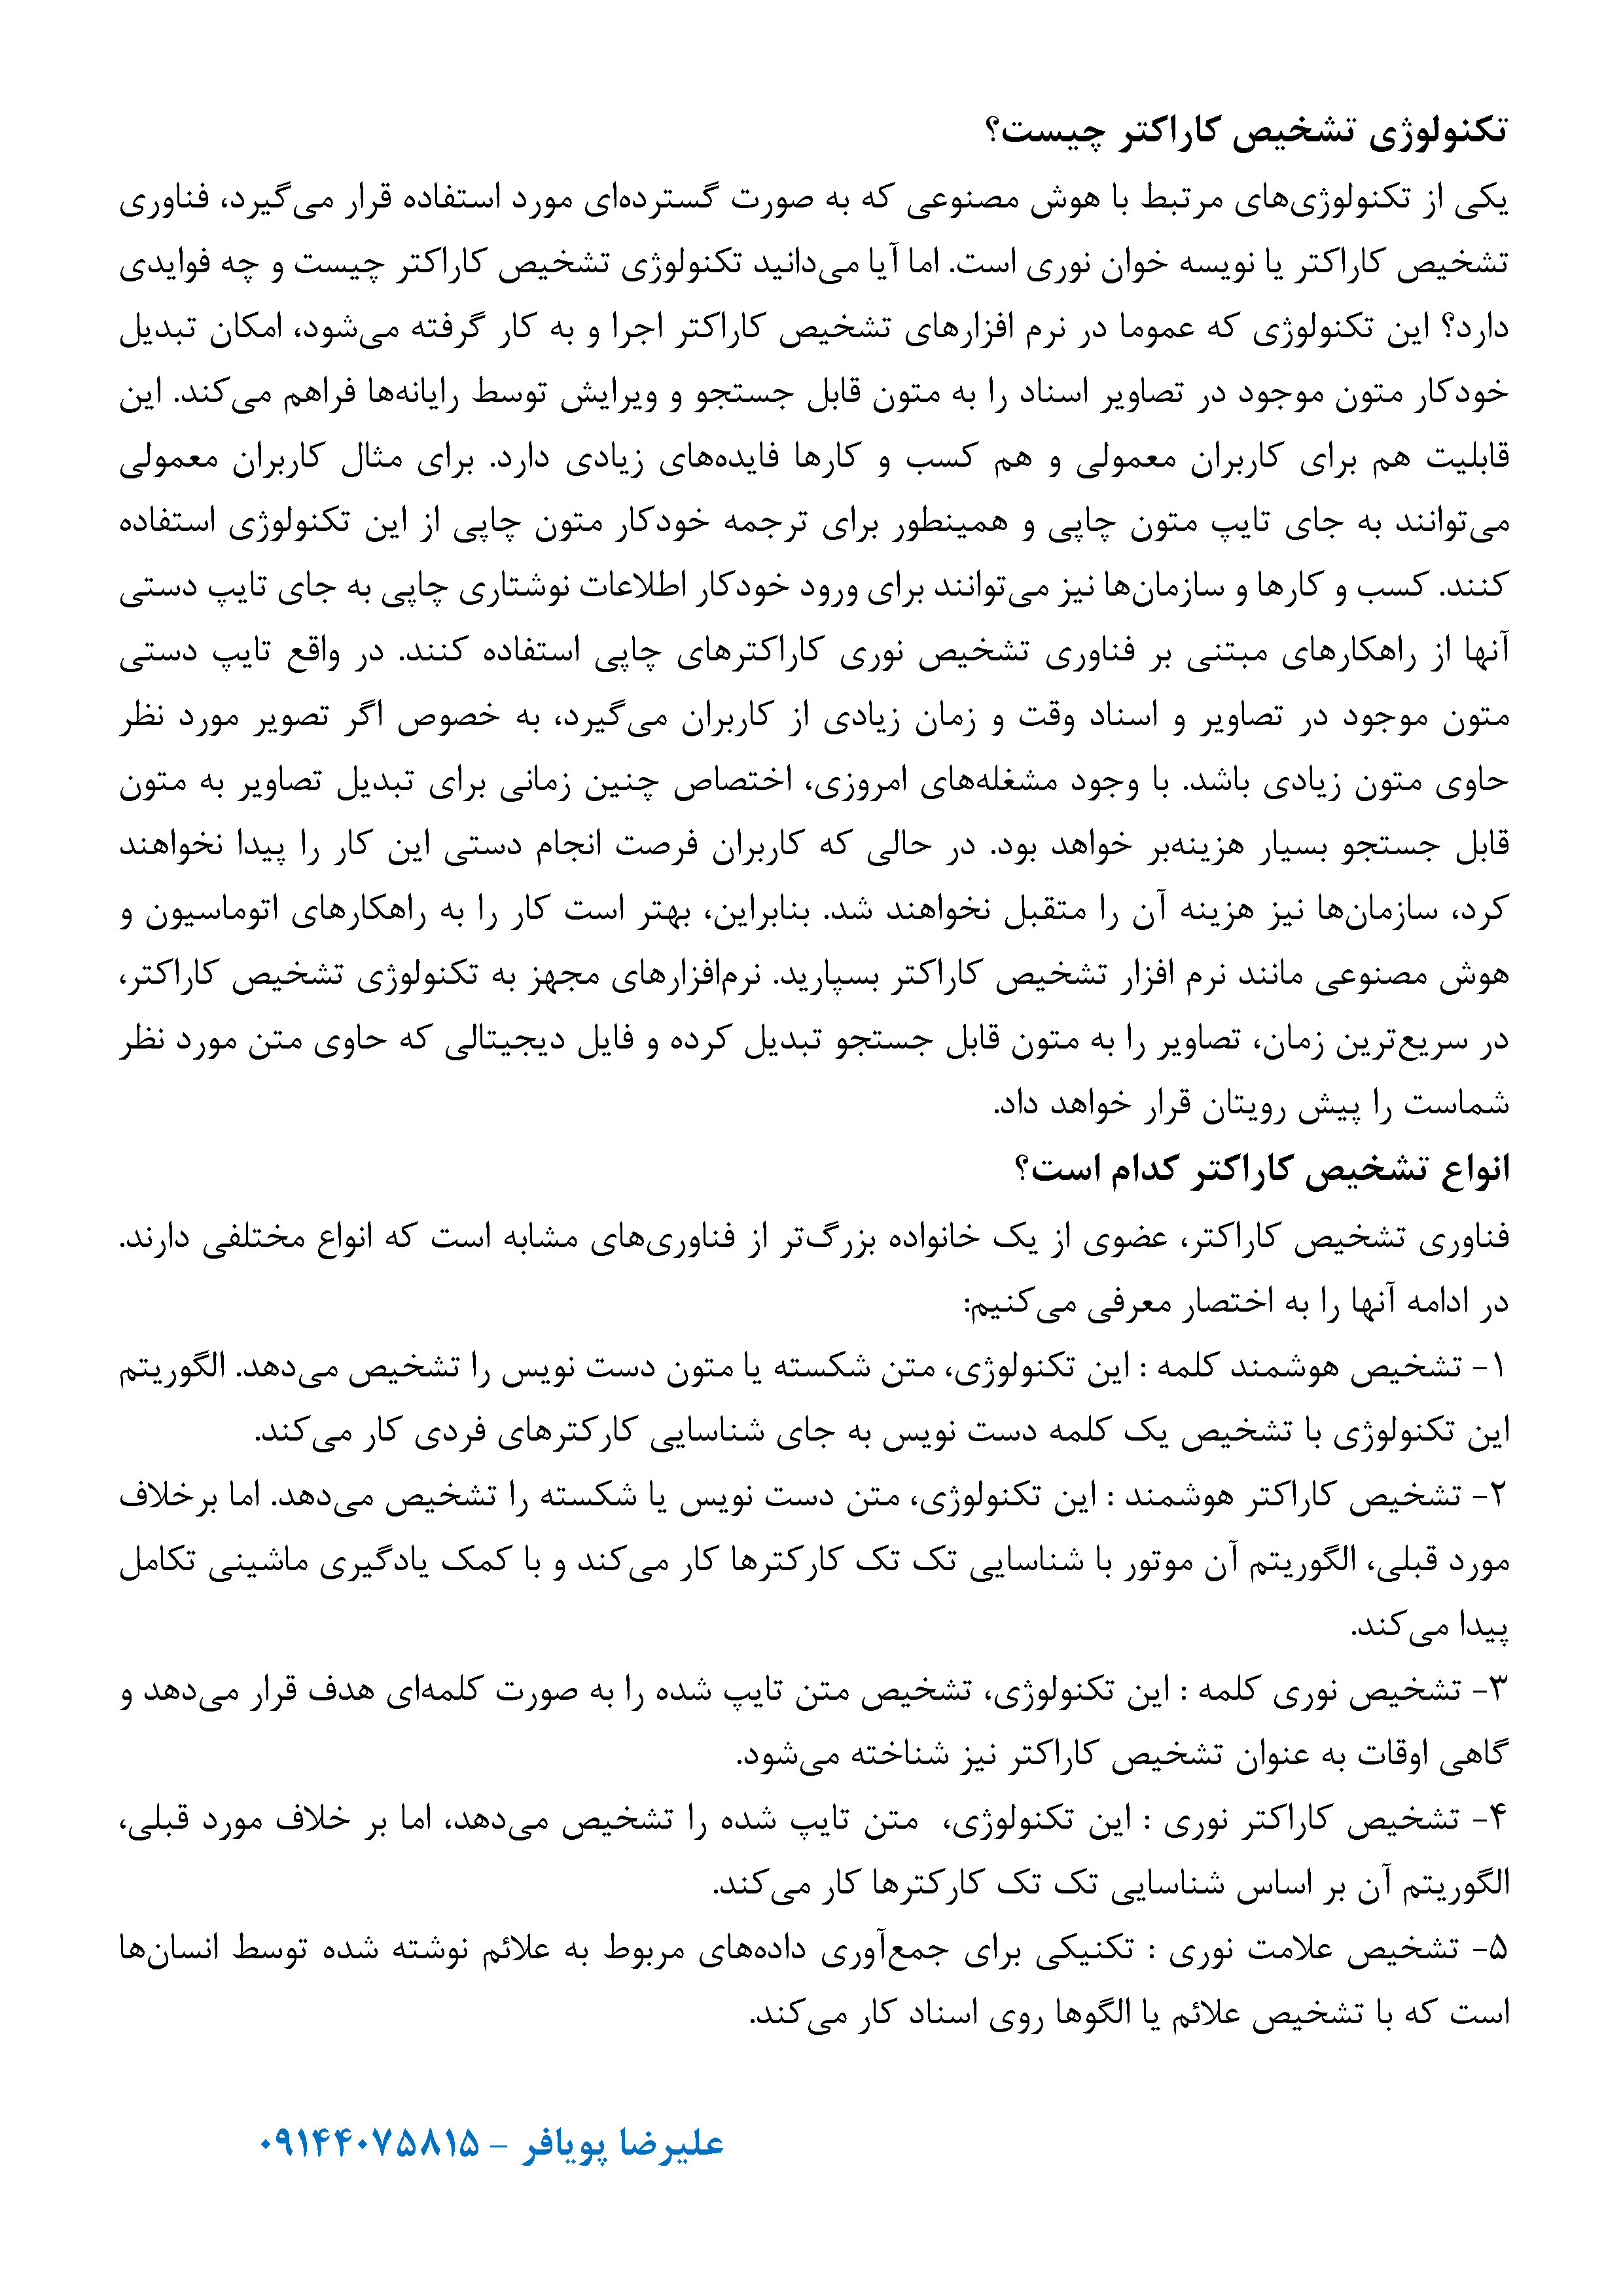 تکنولوژی تشخیص کاراکتر چیست؟
یکی از تکنولوژی‌های مرتبط با هوش مصنوعی که به صورت گسترده‌ای مورد استفاده قرار می‌گیرد، فناوری
تشخیص کاراکتر یا نویسه خوان نوری است. اما آیا می‌دانید تکنولوژی تشخیص کاراکتر چیست و چه فوایدی
دارد؟ این تکنولوژی که عموما در نرم افزارهای تشخیص کاراکتر اجرا و به کار گرفته می‌شود، امکان تبدیل
خودکار متون موجود در تصاویر اسناد را به متون قابل جستجو و ویرایش توسط رایانه‌ها فراهم می‌کند. این
قابلیت هم برای کاربران معمولی و هم کسب و کارها فایده‌های زیادی دارد. برای مثال کاربران معمولی
می‌توانند به جای تایپ متون چاپی و همینطور برای ترجمه خودکار متون چاپی از این تکنولوژی استفاده
کنند. کسب و کارها و سازمان‌ها نیز می‌توانند برای ورود خودکار اطلاعات نوشتاری چاپی به جای تایپ دستی
آنها از راهکارهای مبتنی بر فناوری تشخیص نوری کاراکترهای چاپی استفاده کنند. در واقع تایپ دستی
متون موجود در تصاویر و اسناد وقت و زمان زیادی از کاربران می‌گیرد، به خصوص اگر تصویر مورد نظر
حاوی متون زیادی باشد. با وجود مشغله‌های امروزی، اختصاص چنین زمانی برای تبدیل تصاویر به متون
قابل جستجو بسیار هزینه‌بر خواهد بود. در حالی که کاربران فرصت انجام دستی این کار را پیدا نخواهند
کرد، سازمان‌ها نیز هزینه آن را متقبل نخواهند شد. بنابراین، بهتر است کار را به راهکارهای اتوماسیون و
هوش مصنوعی مانند نرم افزار تشخیص کاراکتر بسپارید. نرم‌افزارهای مجهز به تکنولوژی تشخیص کاراکتر،
در سریع‌ترین زمان، تصاویر را به متون قابل جستجو تبدیل کرده و فایل دیجیتالی که حاوی متن مورد نظر
شماست را پیش رویتان قرار خواهد داد.
انواع تشخیص کاراکتر کدام است؟
فناوری تشخیص کاراکتر، عضوی از یک خانواده بزرگ‌تر از فناوری‌های مشابه است که انواع مختلفی دارند.
در ادامه آنها را به اختصار معرفی می‌کنیم:
۱- تشخیص هوشمند کلمه : این تکنولوژی، متن شکسته یا متون دست نویس را تشخیص می‌دهد. الگوریتم
این تکنولوژی با تشخیص یک کلمه دست نویس به جای شناسایی کارکترهای فردی کار می‌کند.
۲- تشخیص کاراکتر هوشمند : این تکنولوژی، متن دست نویس یا شکسته را تشخیص می‌دهد. اما برخلاف
مورد قبلی، الگوریتم آن موتور با شناسایی تک تک کارکترها کار می‌کند و با کمک یادگیری ماشینی تکامل
پیدا می‌کند.
۳- تشخیص نوری کلمه : این تکنولوژی، تشخیص متن تایپ شده را به صورت کلمه‌ای هدف قرار می‌دهد و
گاهی اوقات به عنوان تشخیص کاراکتر نیز شناخته می‌شود.
۴- تشخیص کاراکتر نوری : این تکنولوژی، متن تایپ شده را تشخیص می‌دهد، اما بر خلاف مورد قبلی،
الگوریتم آن بر اساس شناسایی تک تک کارکترها کار می‌کند.
۵- تشخیص علامت نوری : تکنیکی برای جمع‌آوری داده‌های مربوط به علائم نوشته شده توسط انسان‌ها
است که با تشخیص علائم یا الگوها روی اسناد کار می‌کند.
علیرضا پویافر – ۰۹۱۴۴۰۷۵۸۱۵